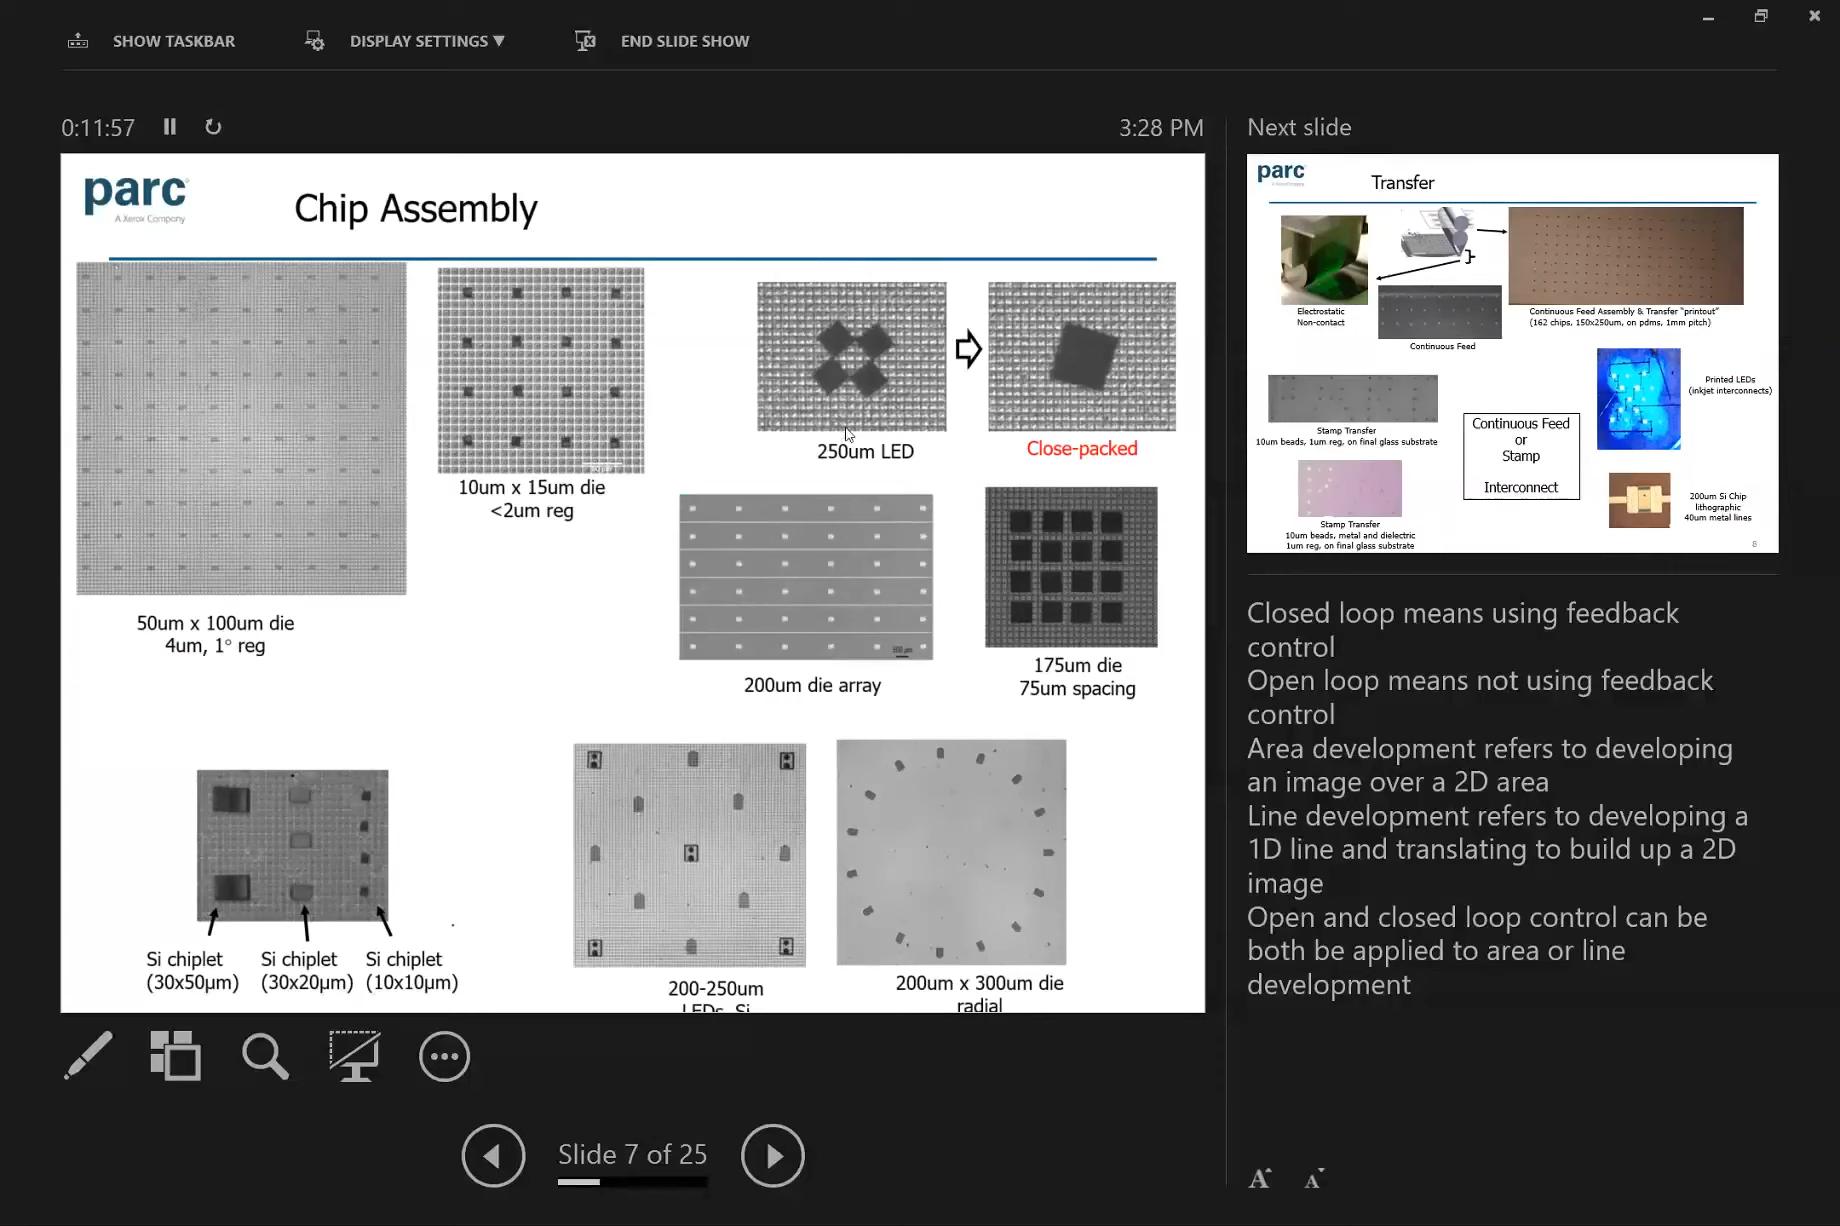 SHOW TASKBAR
DISPLAY SETTINGS ▼
END SLIDE SHOW
0:11:57
3:28 PM
parc
A Xerox Company
Chip Assembly
50um x 100um die
4um, 1° reg
10um x 15um die
<2um reg
250um LED
Close-packed
200um die array
175um die
75um spacing
Si chiplet
(30x50µm)
Si chiplet
(30x20µm)
Si chiplet
(10x10µm)
200-250um
LEDs, Si
200um x 300um die
radial
Slide 7 of 25
Next slide
parc
Transfer
Electrostatic
Non-contact
Continuous Feed
Continuous Feed Assembly & Transfer "printout"
(162 chips, 150x250um, on pdms, 1mm pitch)
Stamp Transfer
10um beads, 1um reg, on final glass substrate
Continuous Feed
or
Stamp
Interconnect
Printed LEDs
(inkjet interconnects)
Stamp Transfer
10um beads, metal and dielectric
1um reg, on final glass substrate
200um Si Chip
lithographic
40um metal lines
8
Closed loop means using feedback
control
Open loop means not using feedback
control
Area development refers to developing
an image over a 2D area
Line development refers to developing a
1D line and translating to build up a 2D
image
Open and closed loop control can be
both be applied to area or line
development
A A